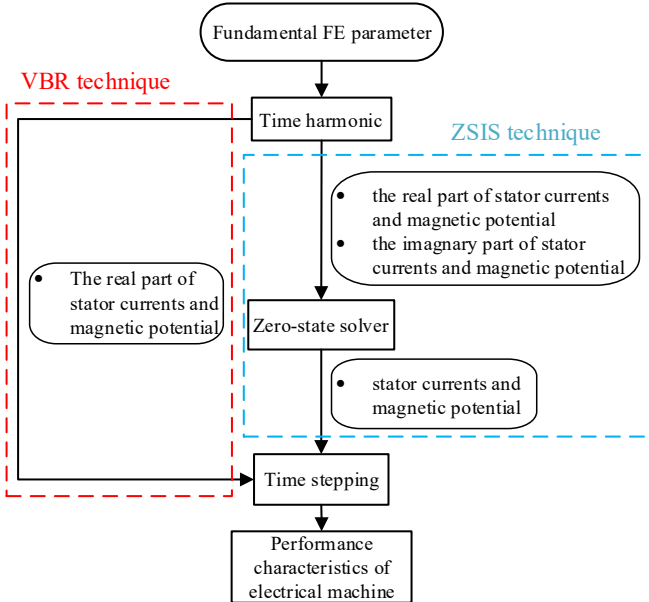 Fundamental FE parameter
VBR technique
Time harmonic
ZSIS technique
• the real part of stator currents
and magnetic potential
• the imagnary part of stator
currents and magnetic potential
• The real part of
stator currents and
magnetic potential
Zero-state solver
• stator currents and
magnetic potential
Time stepping
Performance
characteristics of
electrical machine